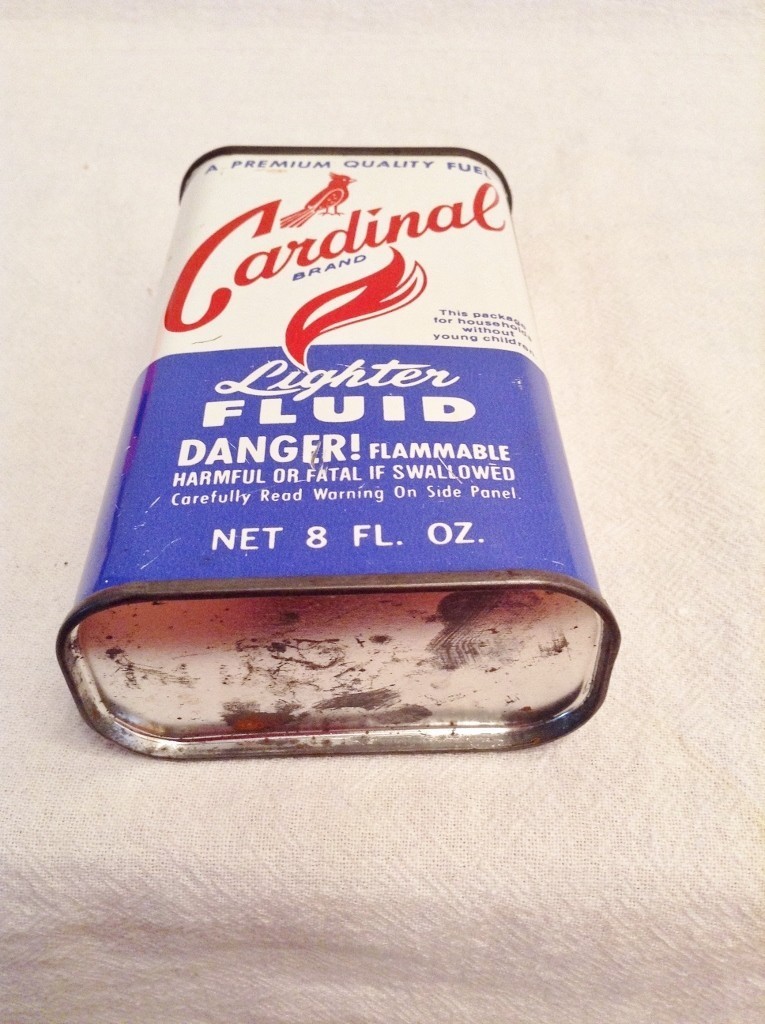 A PREMIUM QUALITY FUEL
Cardinal
BRAND
This package
for households
without
young children
Lighter
FLUID
DANGER! FLAMMABLE
HARMFUL OR FATAL IF SWALLOWED
Carefully Read Warning On Side Panel.
NET 8 FL. OZ.